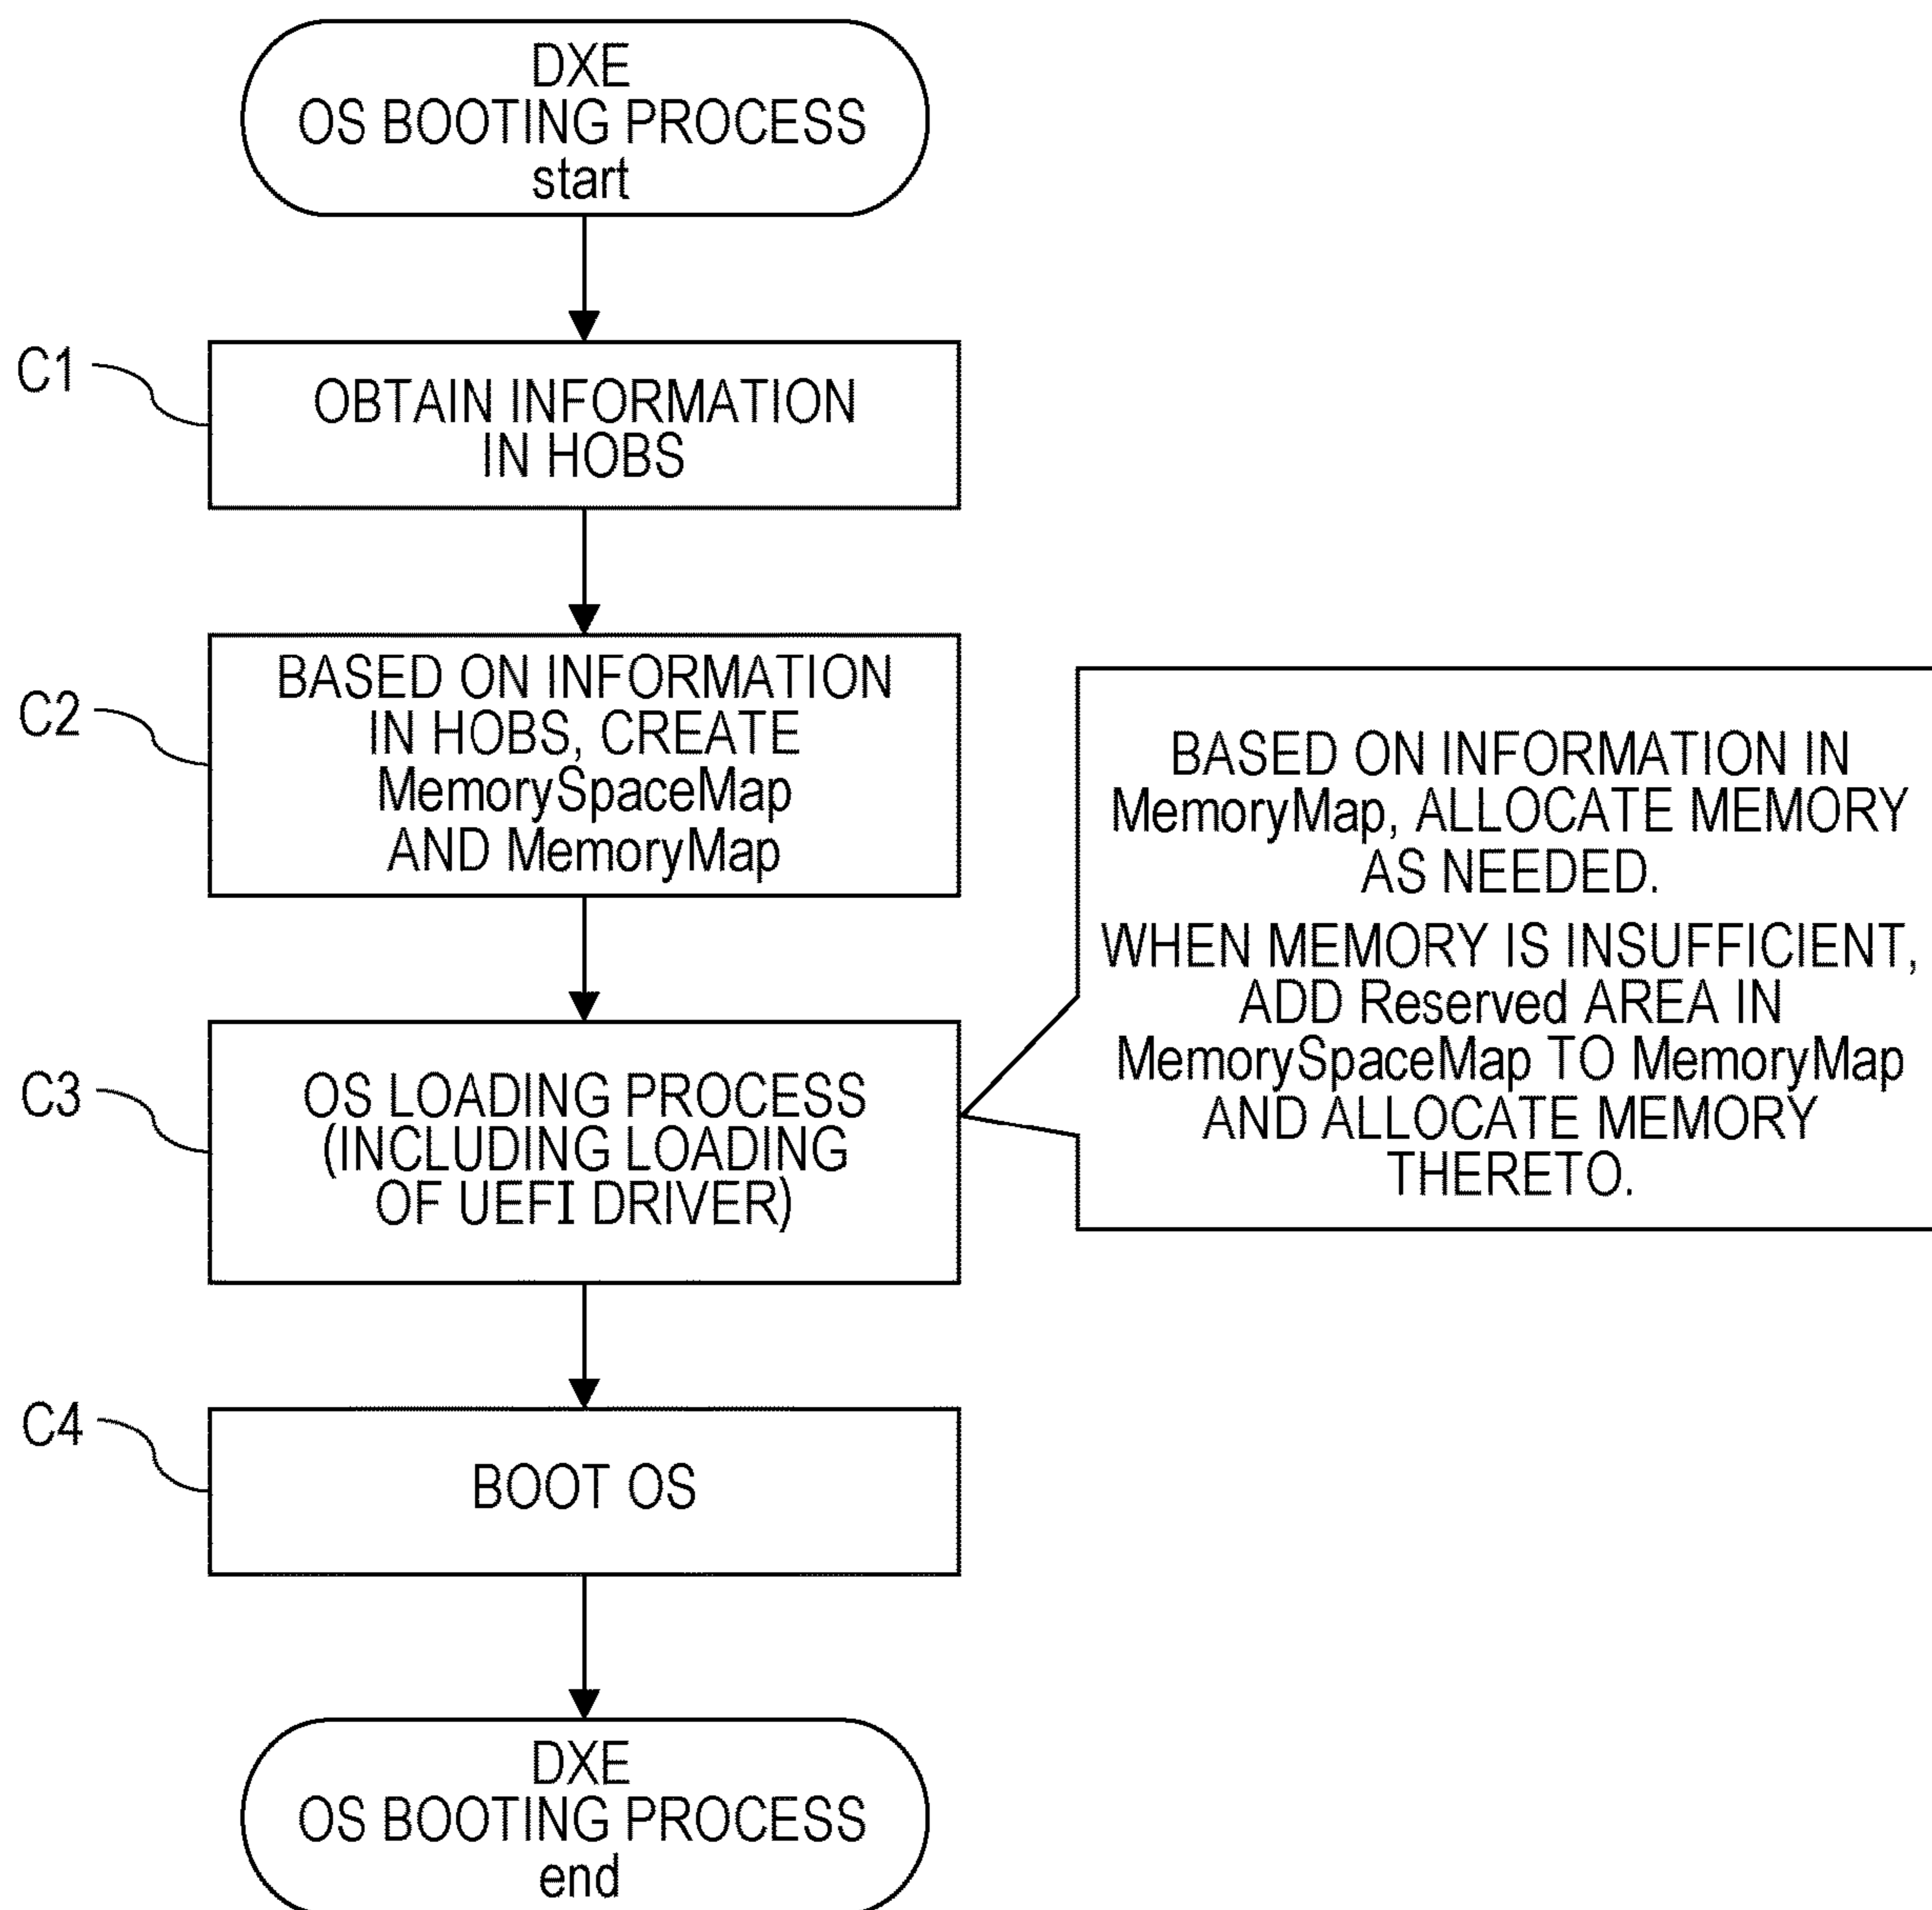 DXE
OS BOOTING PROCESS
start
C1
OBTAIN INFORMATION
IN HOBS
C2
BASED ON INFORMATION
IN HOBS, CREATE
MemorySpaceMap
AND MemoryMap
BASED ON INFORMATION IN
MemoryMap, ALLOCATE MEMORY
AS NEEDED.
WHEN MEMORY IS INSUFFICIENT,
ADD Reserved AREA IN
MemorySpaceMap TO MemoryMap
AND ALLOCATE MEMORY
THERETO.
C3
OS LOADING PROCESS
(INCLUDING LOADING
OF UEFI DRIVER)
C4
BOOT OS
DXE
OS BOOTING PROCESS
end